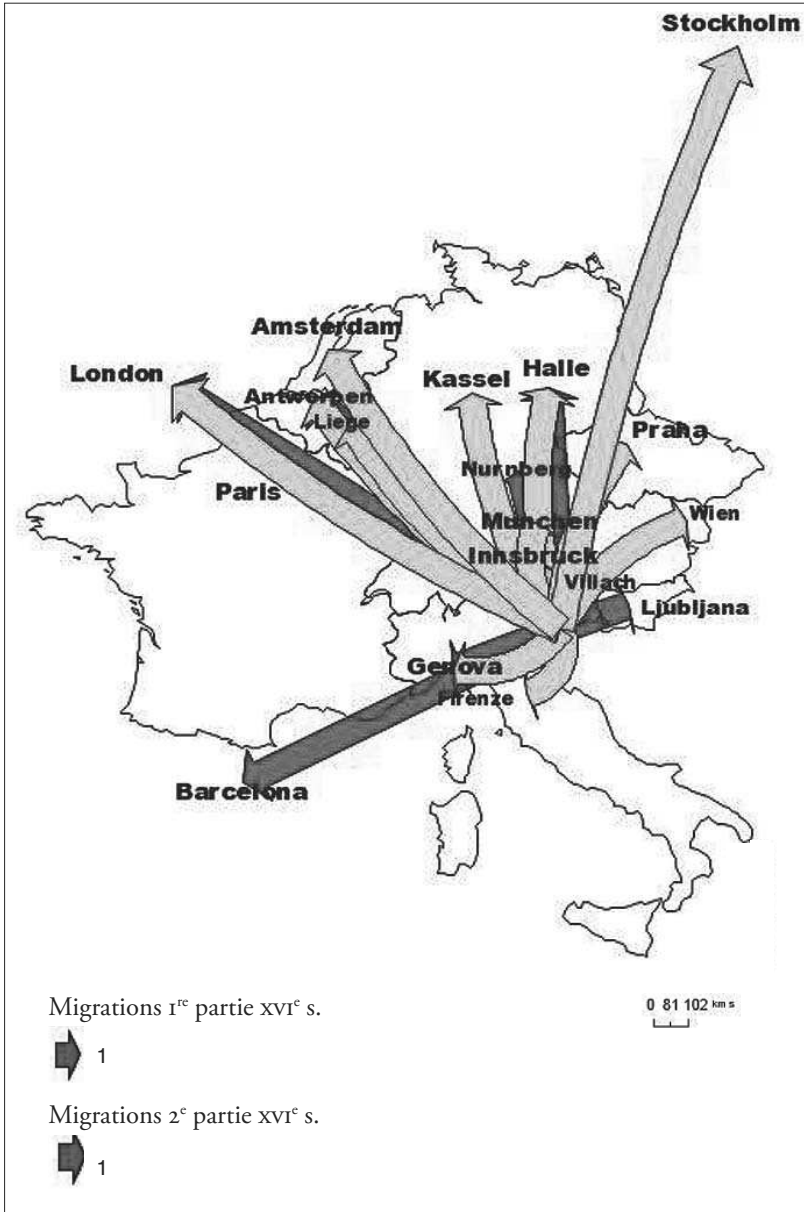 Stockholm
Amsterdam
London
Halle
Kassel
Antwerpen
Liege
Praha
Nurnberg
Paris
Wien
Munchen
Innsbruck
Villach
Ljubljana
Genova
Firenze
Barcelona
Migrations 1re partie XVIe s.
1
0 81 102 km s
Migrations 2e partie XVIe s.
1